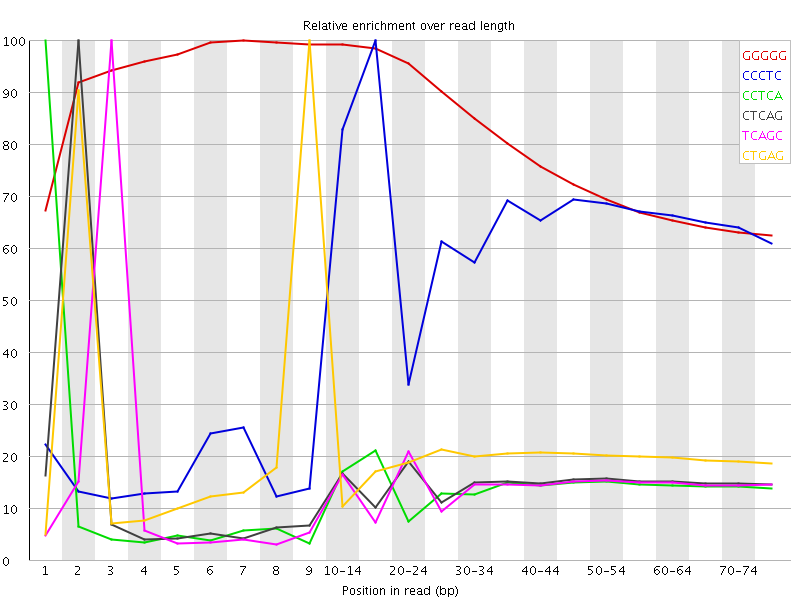 Relative enrichment over read length
100
90
80
70
60
50
40
30
20
10
0
GGGGG
CCCTC
CCTCA
CTCAG
TCAGC
CTGAG
1 2 3 4 5 6 7 8 9 10-14 20-24 30-34 40-44 50-54 60-64 70-74
Position in read (bp)